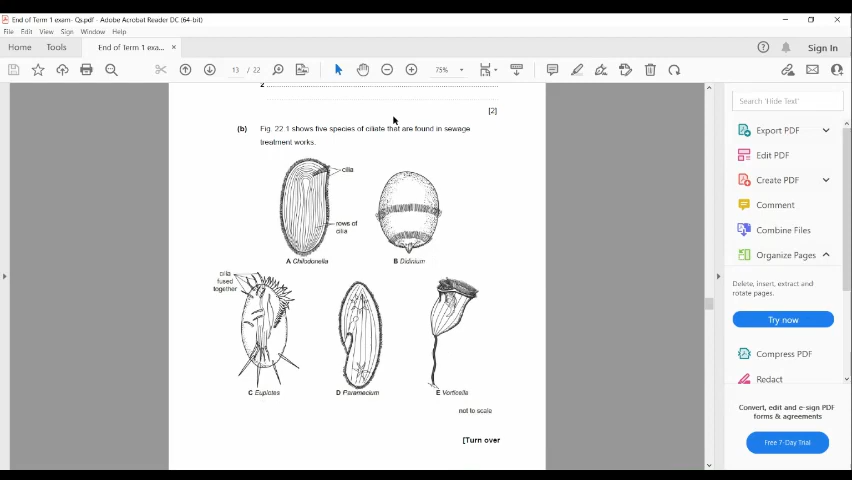 End of Term 1 exam- Qs.pdf - Adobe Acrobat Reader DC (64-bit)
File Edit View Sign Window Help
Home Tools End of Term 1 exa... × Sign In
13 / 22 75%
2
[2]
(b) Fig. 22.1 shows five species of ciliate that are found in sewage
treatment works.
cilia
rows of
cilia
A Chilodonella B Didinium
cilia
fused
together
C Euplotes D Paramecium E Vorticella
not to scale
[Turn over
Search 'Hide Text'
Export PDF
Edit PDF
Create PDF
Comment
Combine Files
Organize Pages
Delete, insert, extract and
rotate pages.
Try now
Compress PDF
Redact
Convert, edit and e-sign PDF
forms & agreements
Free 7-Day Trial